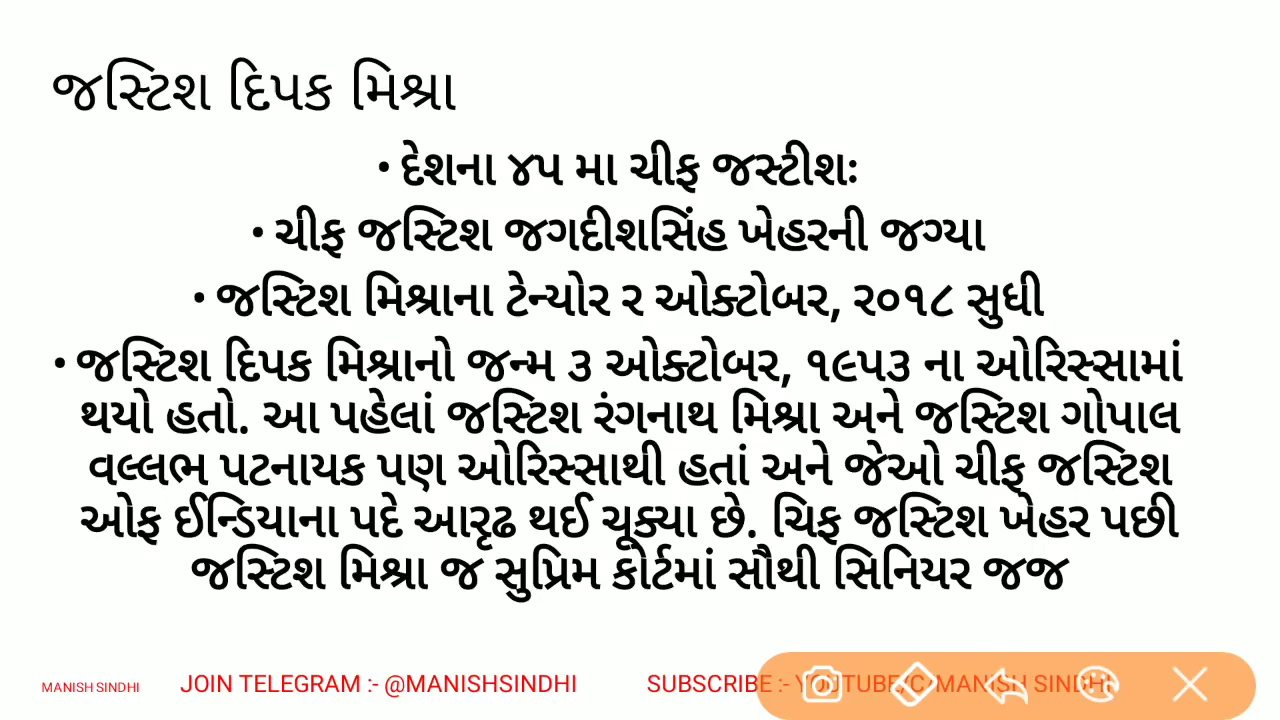 જસ્ટિશ દિપક મિશ્રા
• દેશના ૪૫ મા ચીફ જસ્ટીશઃ
• ચીફ જસ્ટિશ જગદીશસિંહ ખેહરની જગ્યા
• જસ્ટિશ મિશ્રાના ટેન્યોર ૨ ઓક્ટોબર, ૨૦૧૮ સુધી
• જસ્ટિશ દિપક મિશ્રાનો જન્મ ૩ ઓક્ટોબર, ૧૯૫૩ ના ઓરિસ્સામાં
થયો હતો. આ પહેલાં જસ્ટિશ રંગનાથ મિશ્રા અને જસ્ટિશ ગોપાલ
વલ્લભ પટનાયક પણ ઓરિસ્સાથી હતાં અને જેઓ ચીફ જસ્ટિશ
ઓફ ઈન્ડિયાના પદે આરૃઢ થઈ ચૂક્યા છે. ચિફ જસ્ટિશ ખેહર પછી
જસ્ટિશ મિશ્રા જ સુપ્રિમ કોર્ટમાં સૌથી સિનિયર જજ
MANISH SINDHI JOIN TELEGRAM :- @MANISHSINDHI SUBSCRIBE :- YOUTUBE/C/MANISH SINDHI